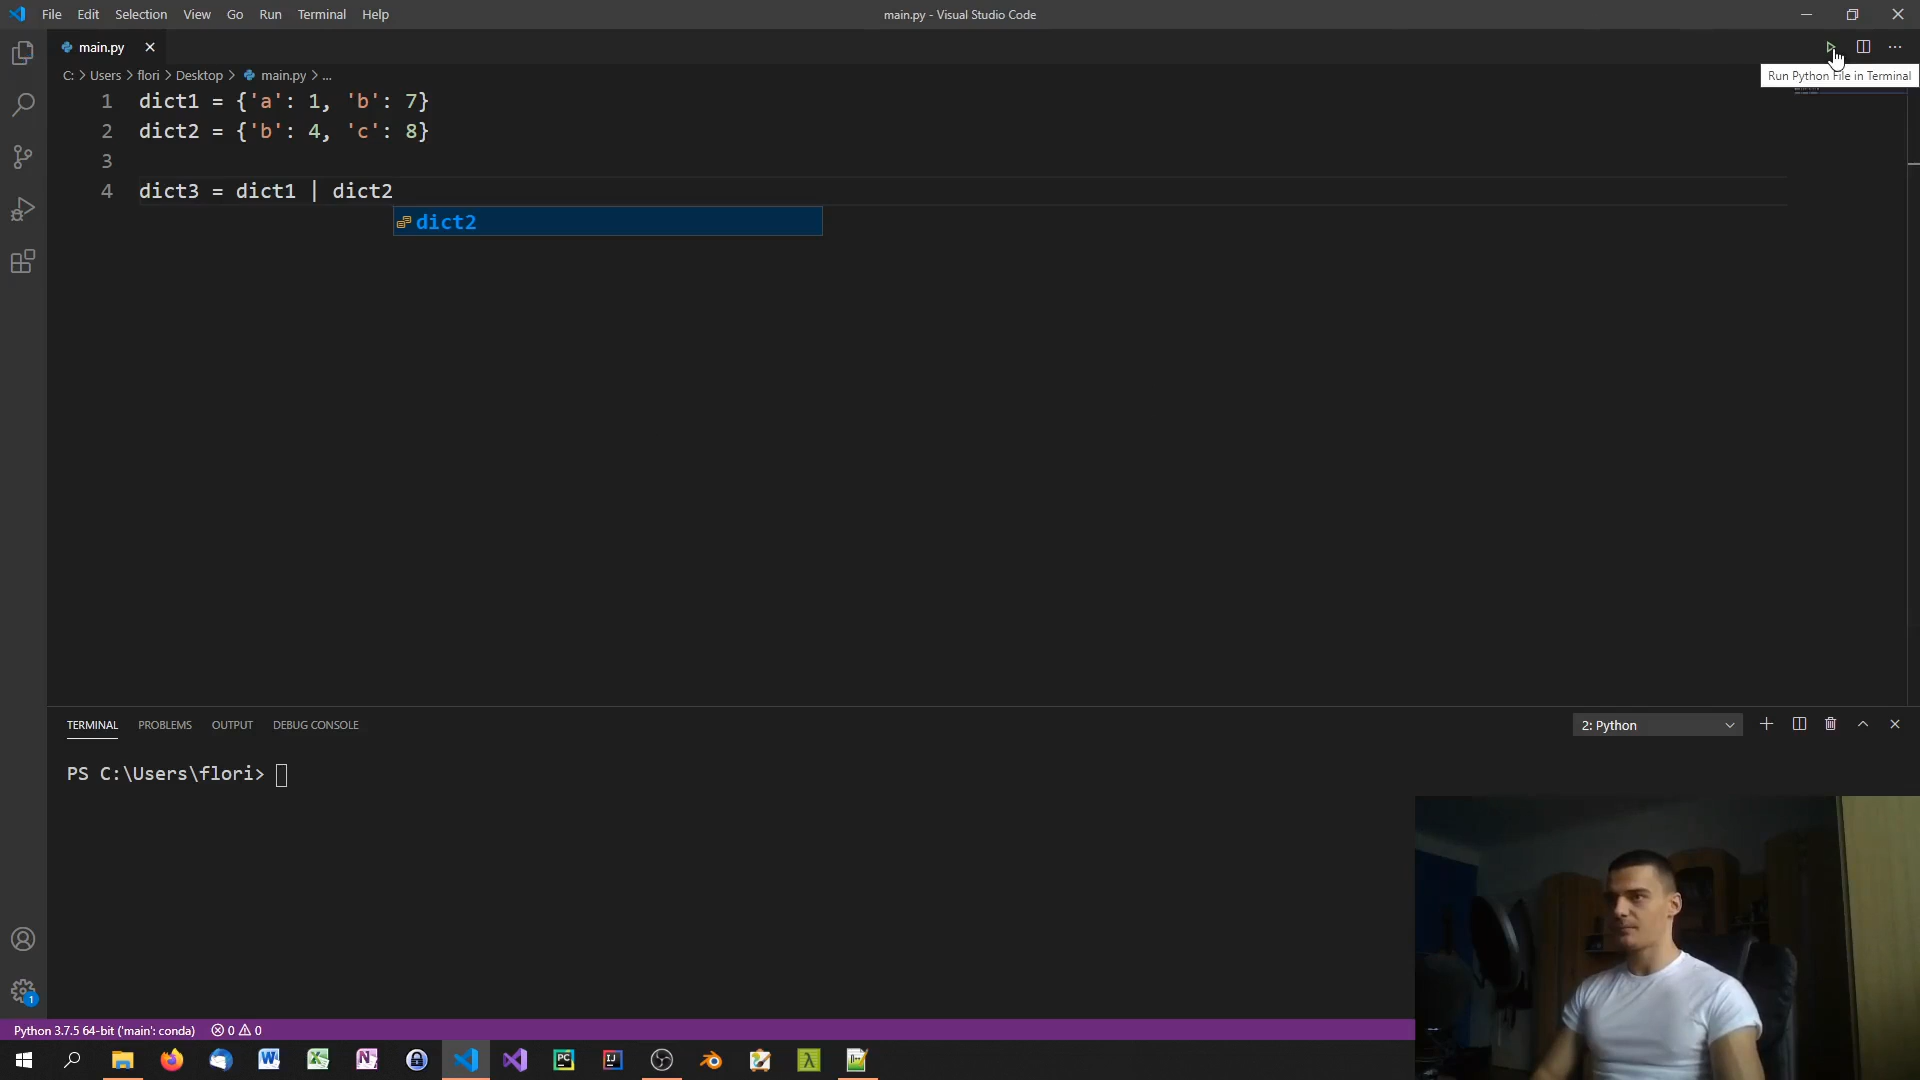 File Edit Selection View Go Run Terminal Help
main.py - Visual Studio Code
main.py
C: > Users > flori > Desktop > main.py > ...
Run Python File in Terminal
1 dict1 = {'a': 1, 'b': 7}
2 dict2 = {'b': 4, 'c': 8}
3
4 dict3 = dict1 | dict2
dict2
TERMINAL PROBLEMS OUTPUT DEBUG CONSOLE
2: Python
PS C:\Users\flori>
1
Python 3.7.5 64-bit ('main': conda) 0 0